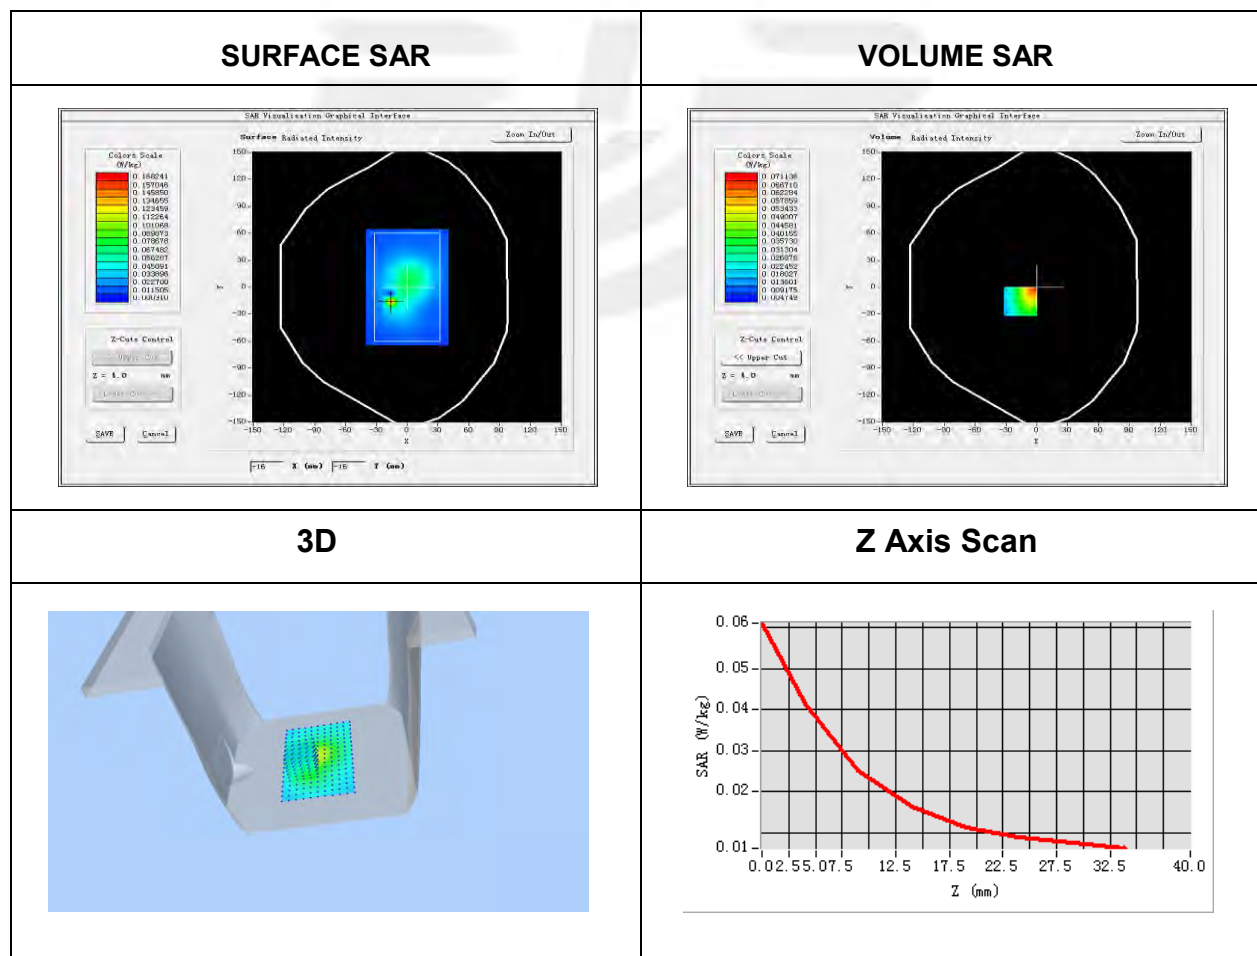 SURFACE SAR
VOLUME SAR
SAR Visualisation Graphical Interface
Surface Radiated Intensity
Zoom In/Out
Colors Scale
(W/kg)
0.168241
0.157046
0.145850
0.134655
0.123459
0.112264
0.101068
0.089873
0.078678
0.067482
0.056287
0.045091
0.033896
0.022700
0.011505
0.000310
Z-Cuts Control
Upper Cut
Z = 4.0 mm
SAVE
Cancel
150
120
90
60
30
0
-30
-60
-90
-120
-150
Y
-150 -120 -90 -60 -30 0 30 60 90 120 150
X
-16 X (mm) -16 Y (mm)
SAR Visualisation Graphical Interface
Volume Radiated Intensity
Zoom In/Out
Colors Scale
(W/kg)
0.071136
0.066710
0.062284
0.057859
0.053433
0.049007
0.044581
0.040155
0.035730
0.031304
0.026878
0.022452
0.018027
0.013601
0.009175
0.004749
Z-Cuts Control
<< Upper Cut
Z = 4.0 mm
SAVE
Cancel
150
120
90
60
30
0
-30
-60
-90
-120
-150
Y
-150 -120 -90 -60 -30 0 30 60 90 120 150
X
3D
Z Axis Scan
0.06
0.05
0.04
0.03
0.02
0.01
SAR (W/kg)
0.0 2.5 5.0 7.5 12.5 17.5 22.5 27.5 32.5 40.0
Z (mm)